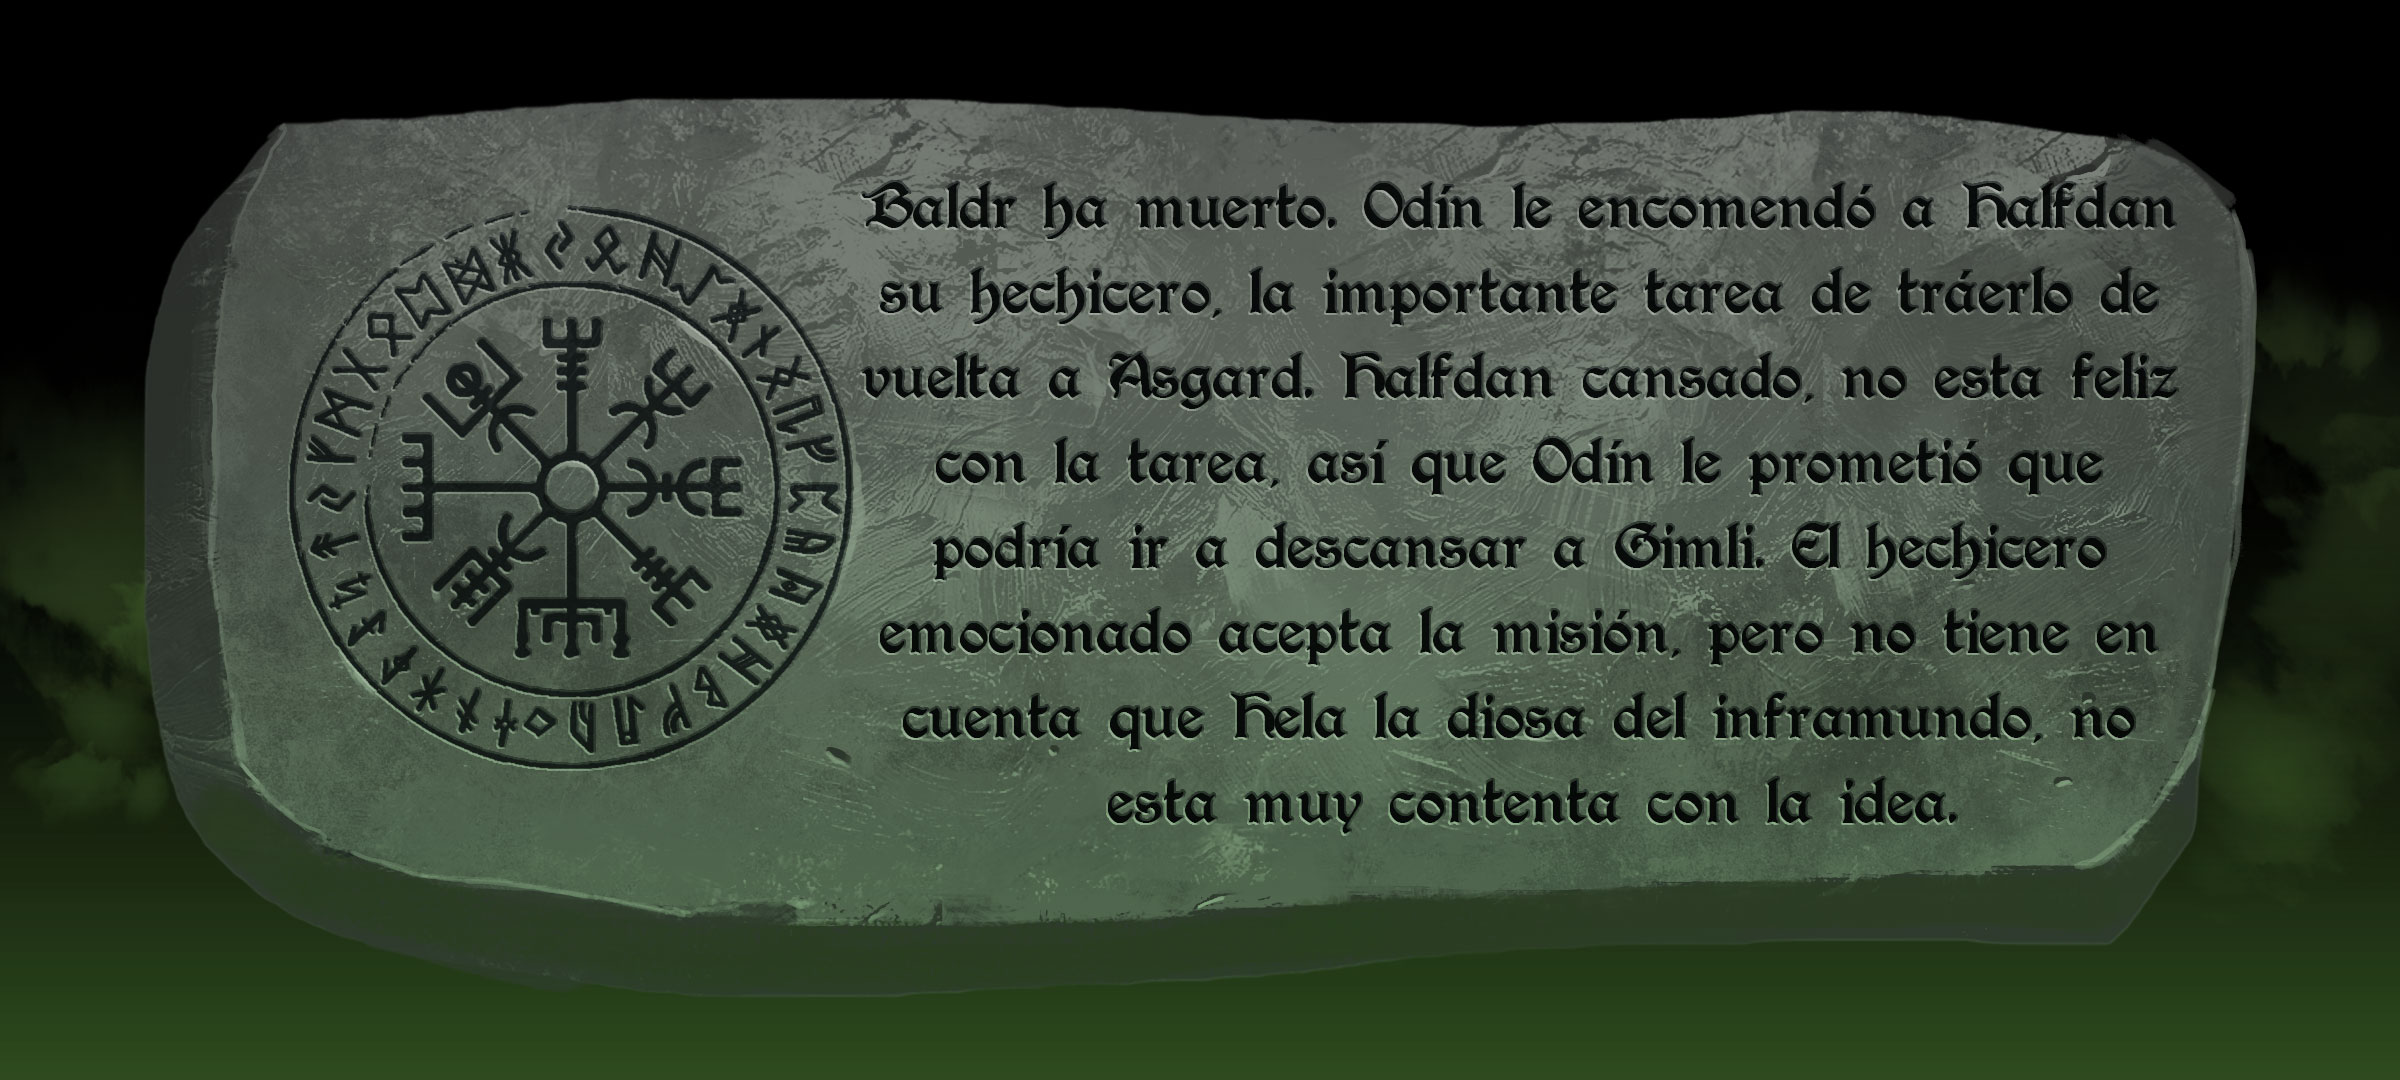 Baldr ha muerto. Odín le encomendó a Halfdan
su hechicero, la importante tarea de tráerlo de
vuelta a Asgard. Halfdan cansado, no esta feliz
con la tarea, así que Odín le prometió que
podría ir a descansar a Gimli. El hechicero
emocionado acepta la misión, pero no tiene en
cuenta que Hela la diosa del inframundo, no
esta muy contenta con la idea.